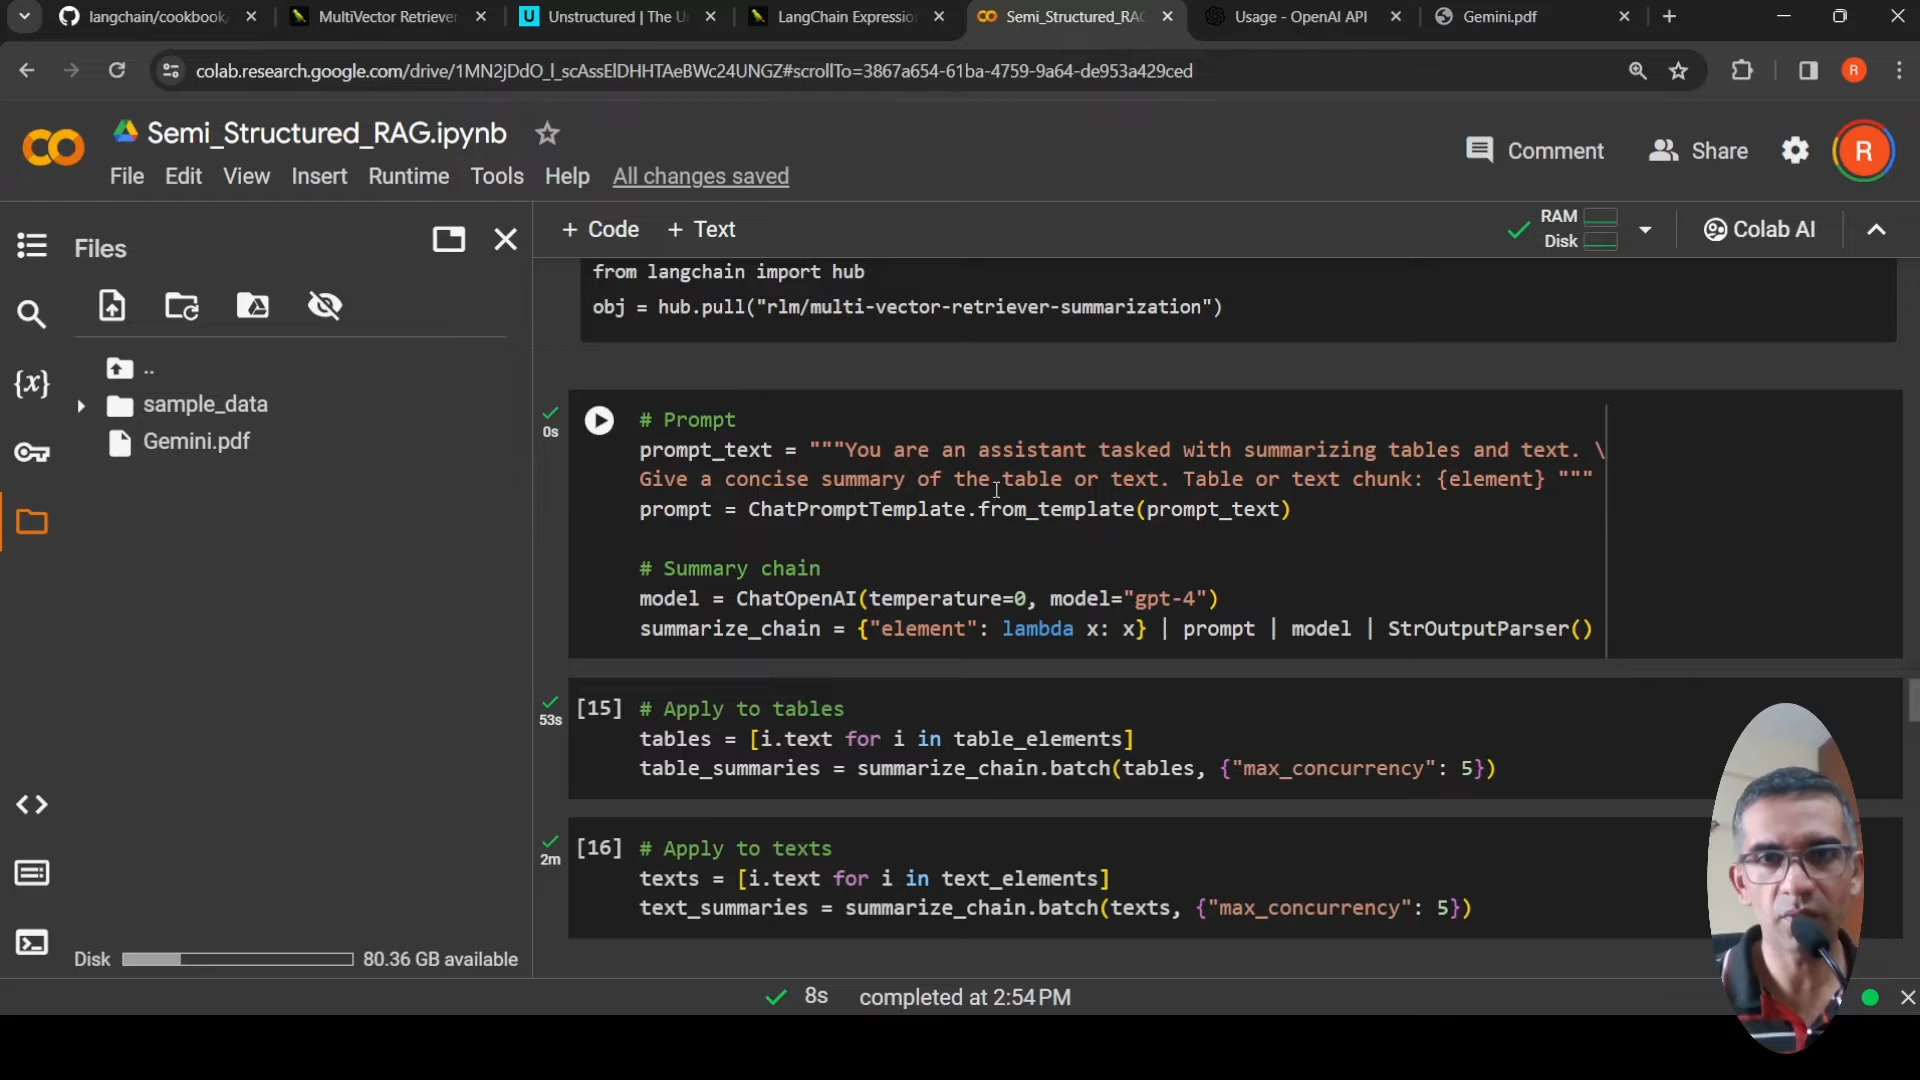 langchain/cookbook
MultiVector Retriever
Unstructured | The U
LangChain Expressio
Semi_Structured_RA
Usage - OpenAI API
Gemini.pdf
colab.research.google.com/drive/1MN2jDdO_l_scAssElDHHTAeBWc24UNGZ#scrollTo=3867a654-61ba-4759-9a64-de953a429ced
R
Semi_Structured_RAG.ipynb
Comment
Share
R
File Edit View Insert Runtime Tools Help All changes saved
Files
+ Code + Text
RAM
Disk
Colab AI
..
sample_data
Gemini.pdf
{x}
Disk 80.36 GB available
from langchain import hub
obj = hub.pull("rlm/multi-vector-retriever-summarization")
0s
# Prompt
prompt_text = """You are an assistant tasked with summarizing tables and text. \
Give a concise summary of the table or text. Table or text chunk: {element} """
prompt = ChatPromptTemplate.from_template(prompt_text)
# Summary chain
model = ChatOpenAI(temperature=0, model="gpt-4")
summarize_chain = {"element": lambda x: x} | prompt | model | StrOutputParser()
53s
[15] # Apply to tables
tables = [i.text for i in table_elements]
table_summaries = summarize_chain.batch(tables, {"max_concurrency": 5})
2m
[16] # Apply to texts
texts = [i.text for i in text_elements]
text_summaries = summarize_chain.batch(texts, {"max_concurrency": 5})
8s completed at 2:54 PM